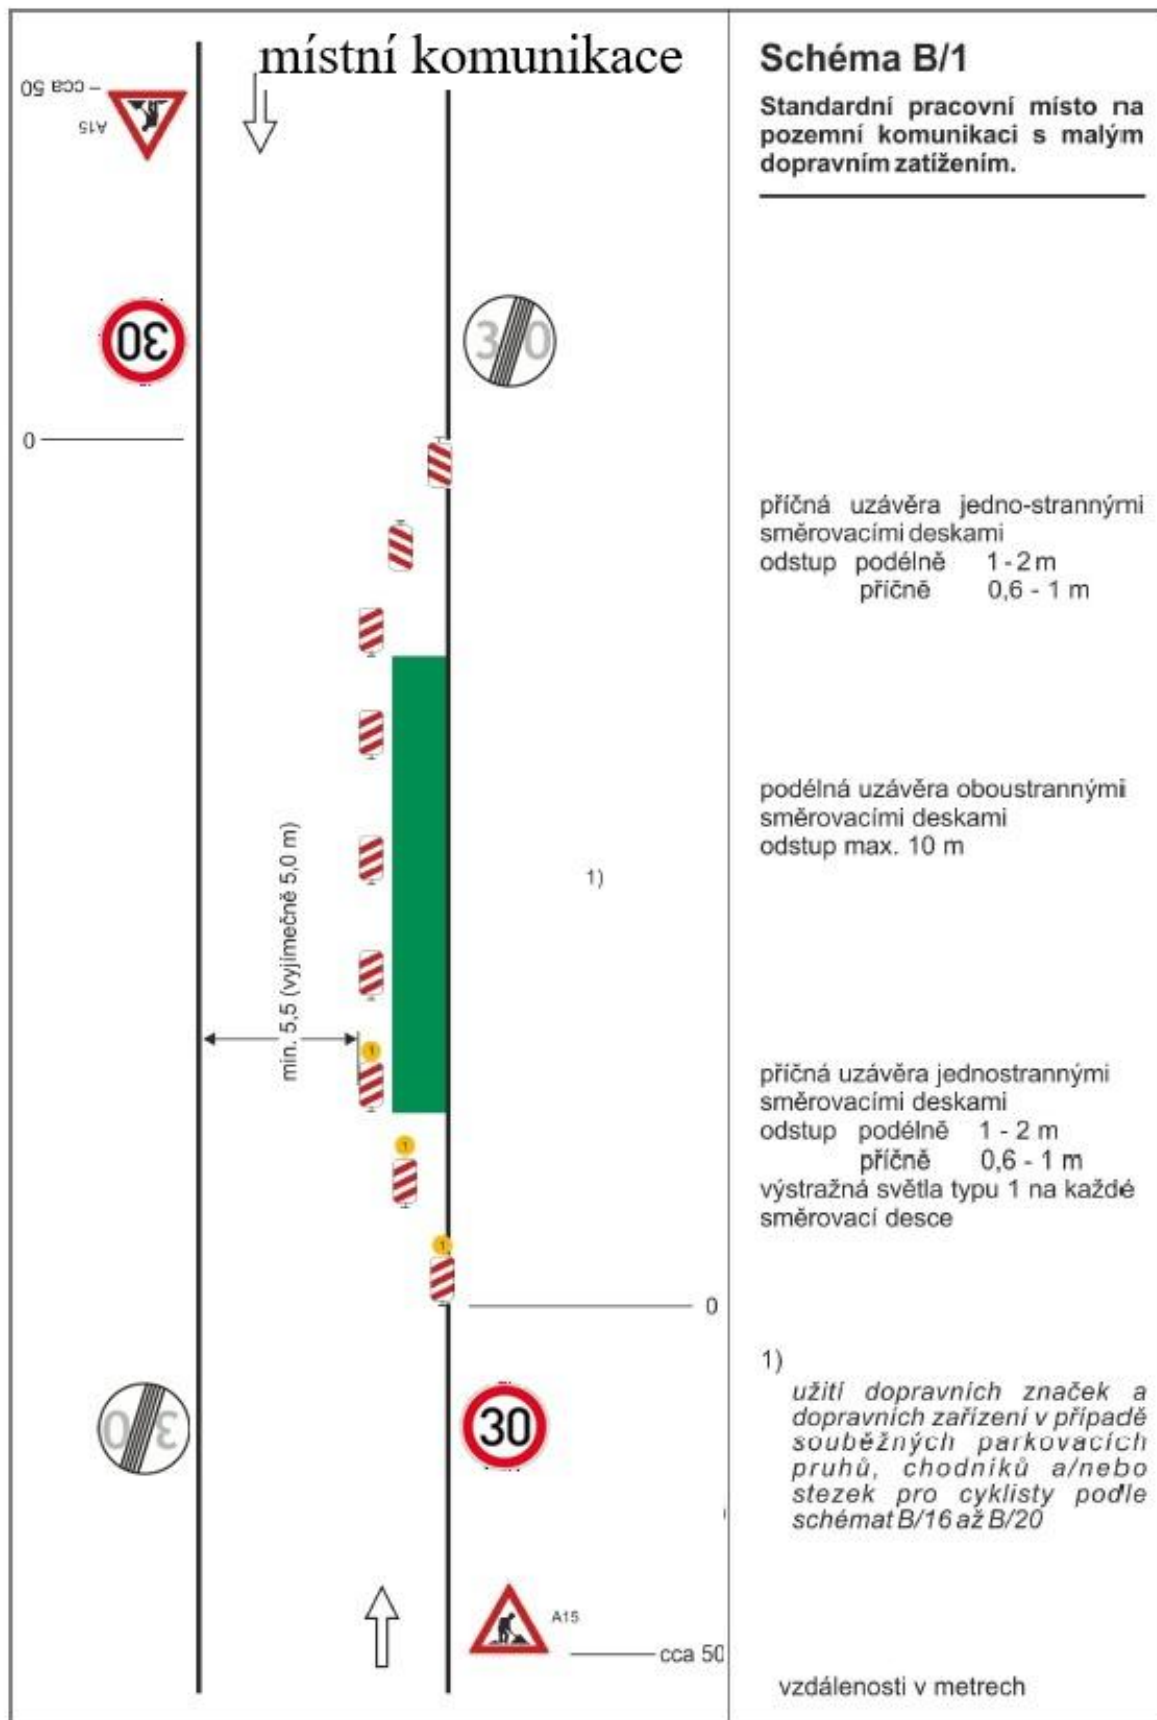 místní komunikace
cca 50
A15
30
30
0
min. 5,5 (vyjímečně 5,0 m)
1)
1
1
1
0
30
30
A15
cca 50
Schéma B/1
Standardní pracovní místo na
pozemní komunikaci s malým
dopravním zatížením.
příčná uzávěra jedno-strannými
směrovacími deskami
odstup podélně 1 - 2 m
příčně 0,6 - 1 m
podélná uzávěra oboustrannými
směrovacími deskami
odstup max. 10 m
příčná uzávěra jednostrannými
směrovacími deskami
odstup podélně 1 - 2 m
příčně 0,6 - 1 m
výstražná světla typu 1 na každé
směrovací desce
1)
užití dopravních značek a
dopravních zařízení v případě
souběžných parkovacích
pruhů, chodníků a/nebo
stezek pro cyklisty podle
schémat B/16 až B/20
vzdálenosti v metrech